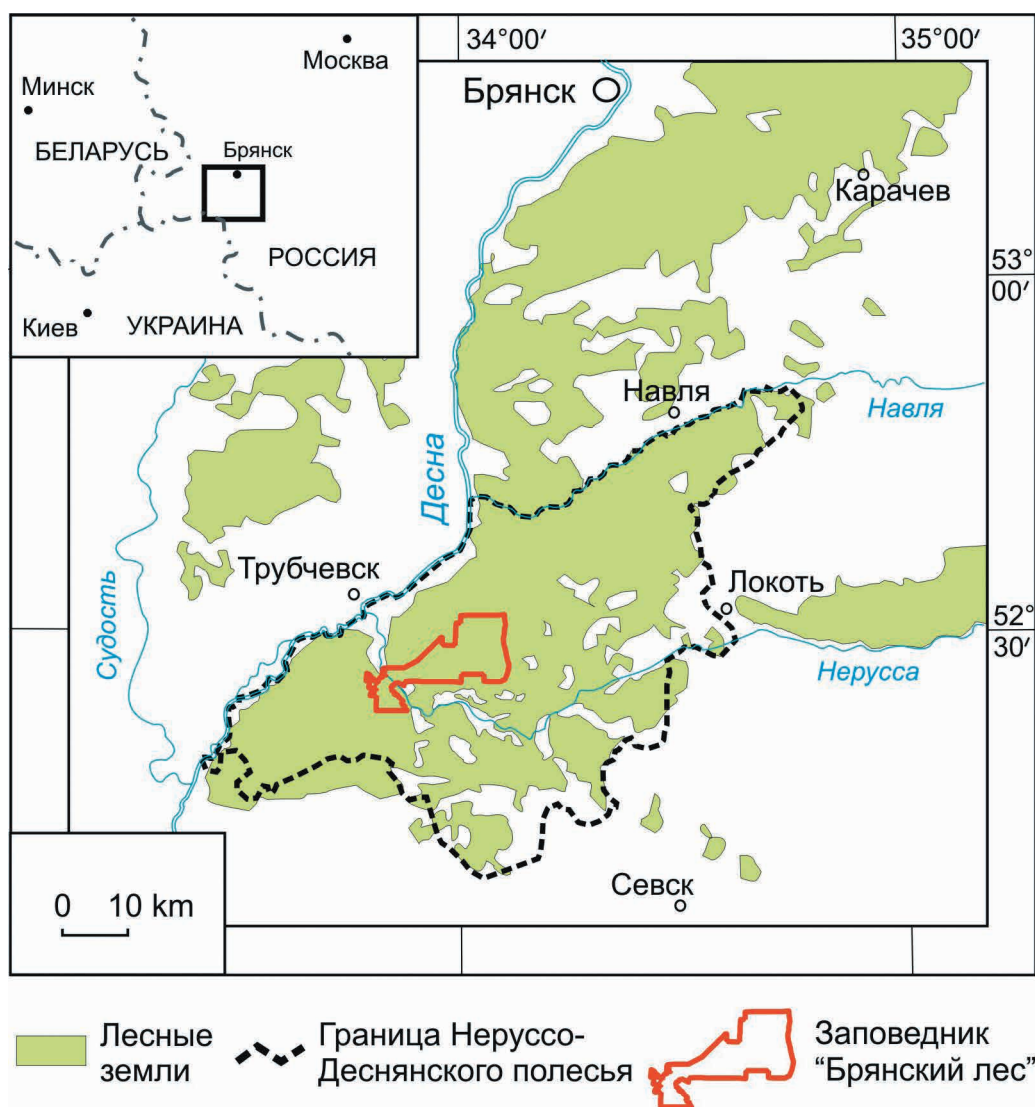 34°00′
35°00′
Москва
Минск
БЕЛАРУСЬ
Брянск
РОССИЯ
Киев
УКРАИНА
Брянск
Карачев
53°
00′
Навля
Навля
Десна
Трубчевск
Судость
Локоть
52°
30′
Нерусса
Севск
0 10 km
Лесные
земли
Граница Неруссо-
Деснянского полесья
Заповедник
“Брянский лес”